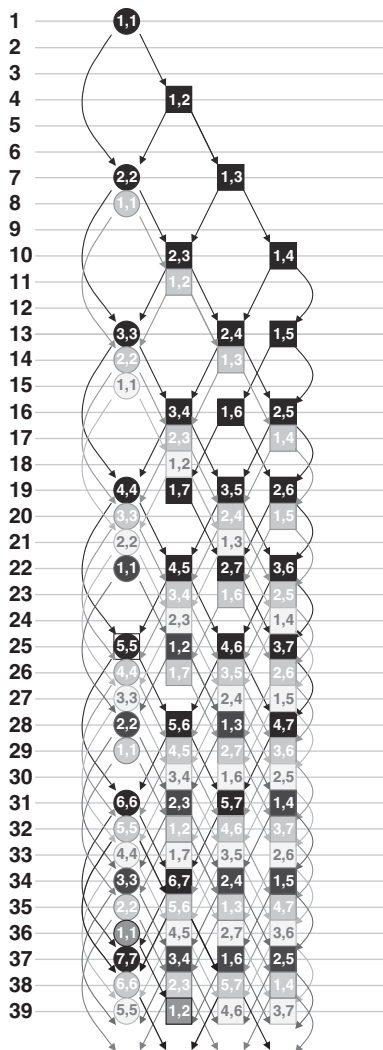 1 1,1
2
3
4 1,2
5
6
7 2,2 1,3
8 1,1
9
10 2,3 1,4
11 1,2
12
13 3,3 2,4 1,5
14 2,2 1,3
15 1,1
16 3,4 1,6 2,5
17 2,3 1,4
18 1,2
19 4,4 1,7 3,5 2,6
20 3,3 2,4 1,5
21 2,2 1,3
22 1,1 4,5 2,7 3,6
23 3,4 1,6 2,5
24 2,3 1,4
25 5,5 1,2 4,6 3,7
26 4,4 1,7 3,5 2,6
27 3,3 2,4 1,5
28 2,2 5,6 1,3 4,7
29 1,1 4,5 2,7 3,6
30 3,4 1,6 2,5
31 6,6 2,3 5,7 1,4
32 5,5 1,2 4,6 3,7
33 4,4 1,7 3,5 2,6
34 3,3 6,7 2,4 1,5
35 2,2 5,6 1,3 4,7
36 1,1 4,5 2,7 3,6
37 7,7 3,4 1,6 2,5
38 6,6 2,3 5,7 1,4
39 5,5 1,2 4,6 3,7